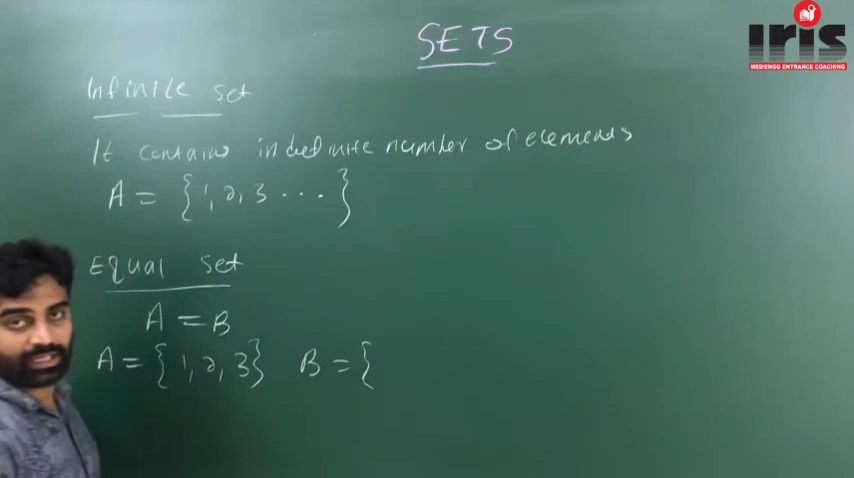 SETS
IRIS
MEDIENGG ENTRANCE COACHING
Infinite set
It contains indefinite number of elements
A = {1, 2, 3 ...}
Equal set
A = B
A = {1, 2, 3} B = {